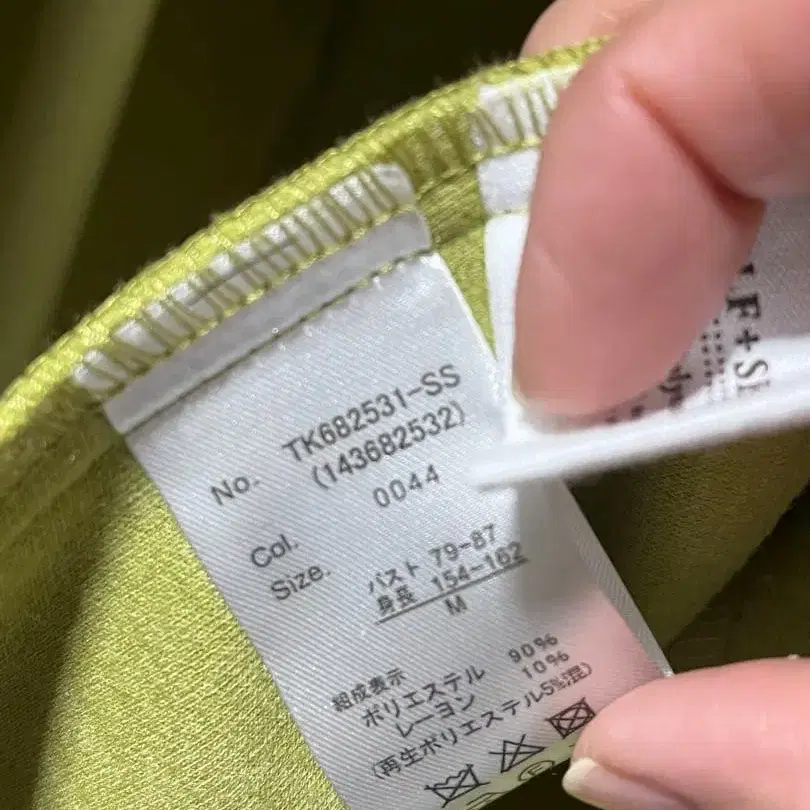 No. TK682531-SS
(143682532)
Col. 0044
Size. バスト 79-87
身長 154-162
M
組成表示
ポリエステル 90%
レーヨン 10%
(再生ポリエステル5%混)
F+S